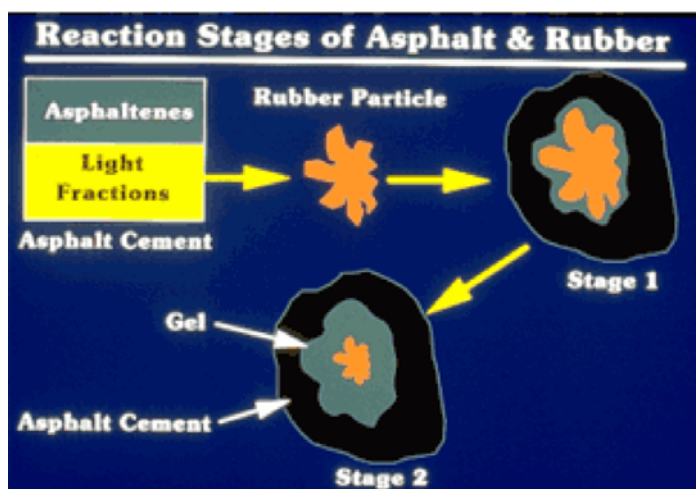 Reaction Stages of Asphalt & Rubber
Asphaltenes
Light
Fractions
Asphalt Cement
Rubber Particle
Stage 1
Gel
Asphalt Cement
Stage 2